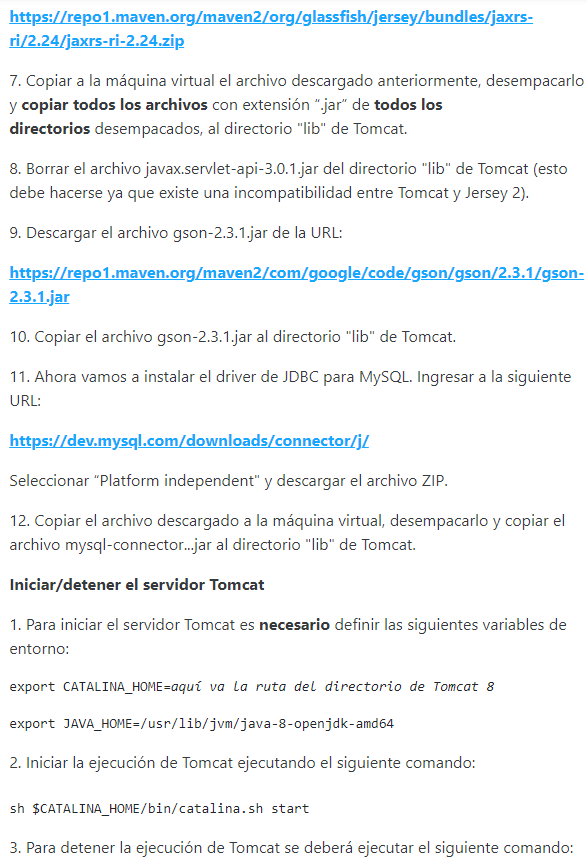 https://repo1.maven.org/maven2/org/glassfish/jersey/bundles/jaxrs-
ri/2.24/jaxrs-ri-2.24.zip
7. Copiar a la máquina virtual el archivo descargado anteriormente, desempacarlo
y copiar todos los archivos con extensión “.jar” de todos los
directorios desempacados, al directorio "lib" de Tomcat.
8. Borrar el archivo javax.servlet-api-3.0.1.jar del directorio "lib" de Tomcat (esto
debe hacerse ya que existe una incompatibilidad entre Tomcat y Jersey 2).
9. Descargar el archivo gson-2.3.1.jar de la URL:
https://repo1.maven.org/maven2/com/google/code/gson/gson/2.3.1/gson-
2.3.1.jar
10. Copiar el archivo gson-2.3.1.jar al directorio "lib" de Tomcat.
11. Ahora vamos a instalar el driver de JDBC para MySQL. Ingresar a la siguiente
URL:
https://dev.mysql.com/downloads/connector/j/
Seleccionar “Platform independent" y descargar el archivo ZIP.
12. Copiar el archivo descargado a la máquina virtual, desempacarlo y copiar el
archivo mysql-connector...jar al directorio "lib" de Tomcat.
Iniciar/detener el servidor Tomcat
1. Para iniciar el servidor Tomcat es necesario definir las siguientes variables de
entorno:
export CATALINA_HOME=aquí va la ruta del directorio de Tomcat 8
export JAVA_HOME=/usr/lib/jvm/java-8-openjdk-amd64
2. Iniciar la ejecución de Tomcat ejecutando el siguiente comando:
sh $CATALINA_HOME/bin/catalina.sh start
3. Para detener la ejecución de Tomcat se deberá ejecutar el siguiente comando: